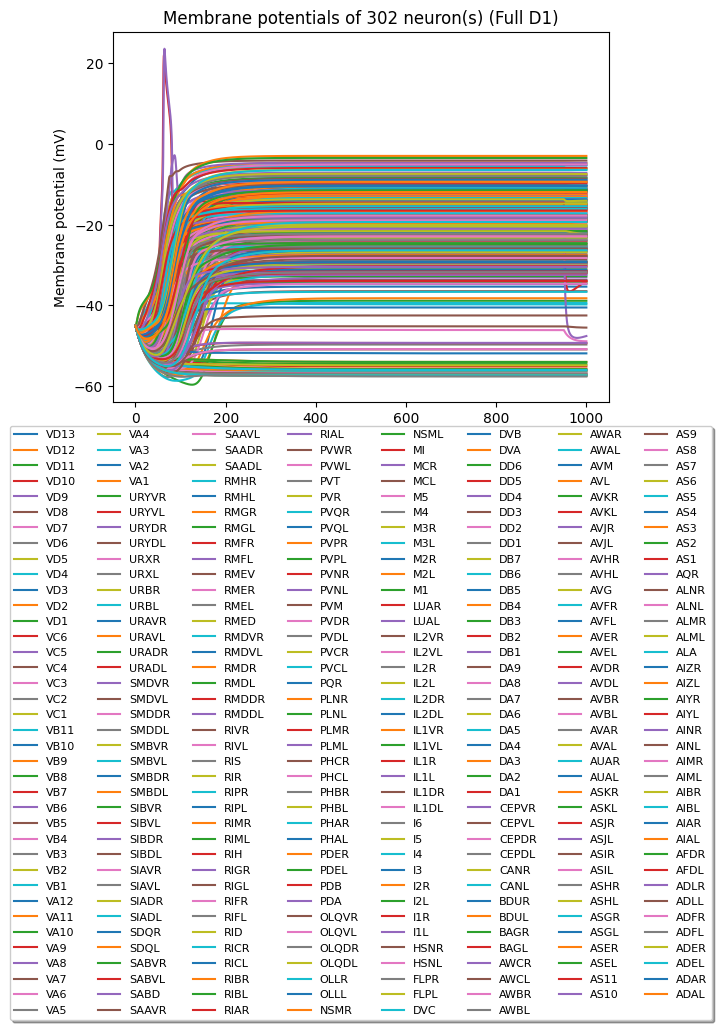 Membrane potentials of 302 neuron(s) (Full D1)
20
0
−20
−40
−60
Membrane potential (mV)
0 200 400 600 800 1000
VD13 VA4 SAAVL RIAL NSML DVB AWAR AS9
VD12 VA3 SAADR PVWR MI DVA AWAL AS8
VD11 VA2 SAADL PVWL MCR DD6 AVM AS7
VD10 VA1 RMHR PVT MCL DD5 AVL AS6
VD9 URYVR RMHL PVR M5 DD4 AVKR AS5
VD8 URYVL RMGR PVQR M4 DD3 AVKL AS4
VD7 URYDR RMGL PVQL M3R DD2 AVJR AS3
VD6 URYDL RMFR PVPR M3L DD1 AVJL AS2
VD5 URXR RMFL PVPL M2R DB7 AVHR AS1
VD4 URXL RMEV PVNR M2L DB6 AVHL AQR
VD3 URBR RMER PVNL M1 DB5 AVG ALNR
VD2 URBL RMEL PVM LUAR DB4 AVFR ALNL
VD1 URAVR RMED PVDR LUAL DB3 AVFL ALMR
VC6 URAVL RMDVR PVDL IL2VR DB2 AVER ALML
VC5 URADR RMDVL PVCR IL2VL DB1 AVEL ALA
VC4 URADL RMDR PVCL IL2R DA9 AVDR AIZR
VC3 SMDVR RMDL PQR IL2L DA8 AVDL AIZL
VC2 SMDVL RMDDR PLNR IL2DR DA7 AVBR AIYR
VC1 SMDDR RMDDL PLNL IL2DL DA6 AVBL AIYL
VB11 SMDDL RIVR PLMR IL1VR DA5 AVAR AINR
VB10 SMBVR RIVL PLML IL1VL DA4 AVAL AINL
VB9 SMBVL RIS PHCR IL1R DA3 AUAR AIMR
VB8 SMBDR RIR PHCL IL1L DA2 AUAL AIML
VB7 SMBDL RIPR PHBR IL1DR DA1 ASKR AIBR
VB6 SIBVR RIPL PHBL IL1DL CEPVR ASKL AIBL
VB5 SIBVL RIMR PHAR I6 CEPVL ASJR AIAR
VB4 SIBDR RIML PHAL I5 CEPDR ASJL AIAL
VB3 SIBDL RIH PDER I4 CEPDL ASIR AFDR
VB2 SIAVR RIGR PDEL I3 CANR ASIL AFDL
VB1 SIAVL RIGL PDB I2R CANL ASHR ADLR
VA12 SIADR RIFR PDA I2L BDUR ASHL ADLL
VA11 SIADL RIFL OLQVR I1R BDUL ASGR ADFR
VA10 SDQR RID OLQVL I1L BAGR ASGL ADFL
VA9 SDQL RICR OLQDR HSNR BAGL ASER ADER
VA8 SABVR RICL OLQDL HSNL AWCR ASEL ADEL
VA7 SABVL RIBR OLLR FLPR AWCL AS11 ADAR
VA6 SABD RIBL OLLL FLPL AWBR AS10 ADAL
VA5 SAAVR RIAR NSMR DVC AWBL